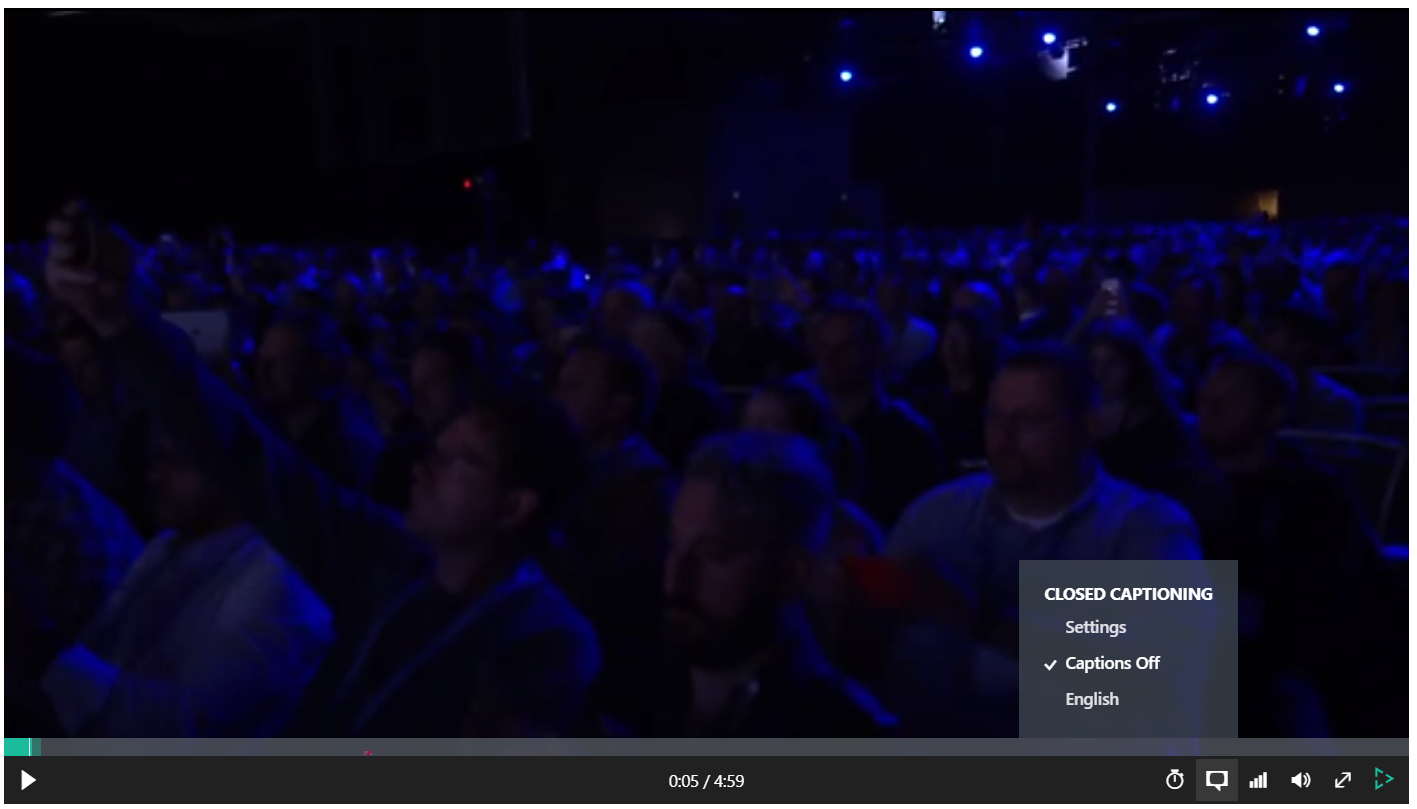 CLOSED CAPTIONING
Settings
Captions Off
English
0:05 / 4:59